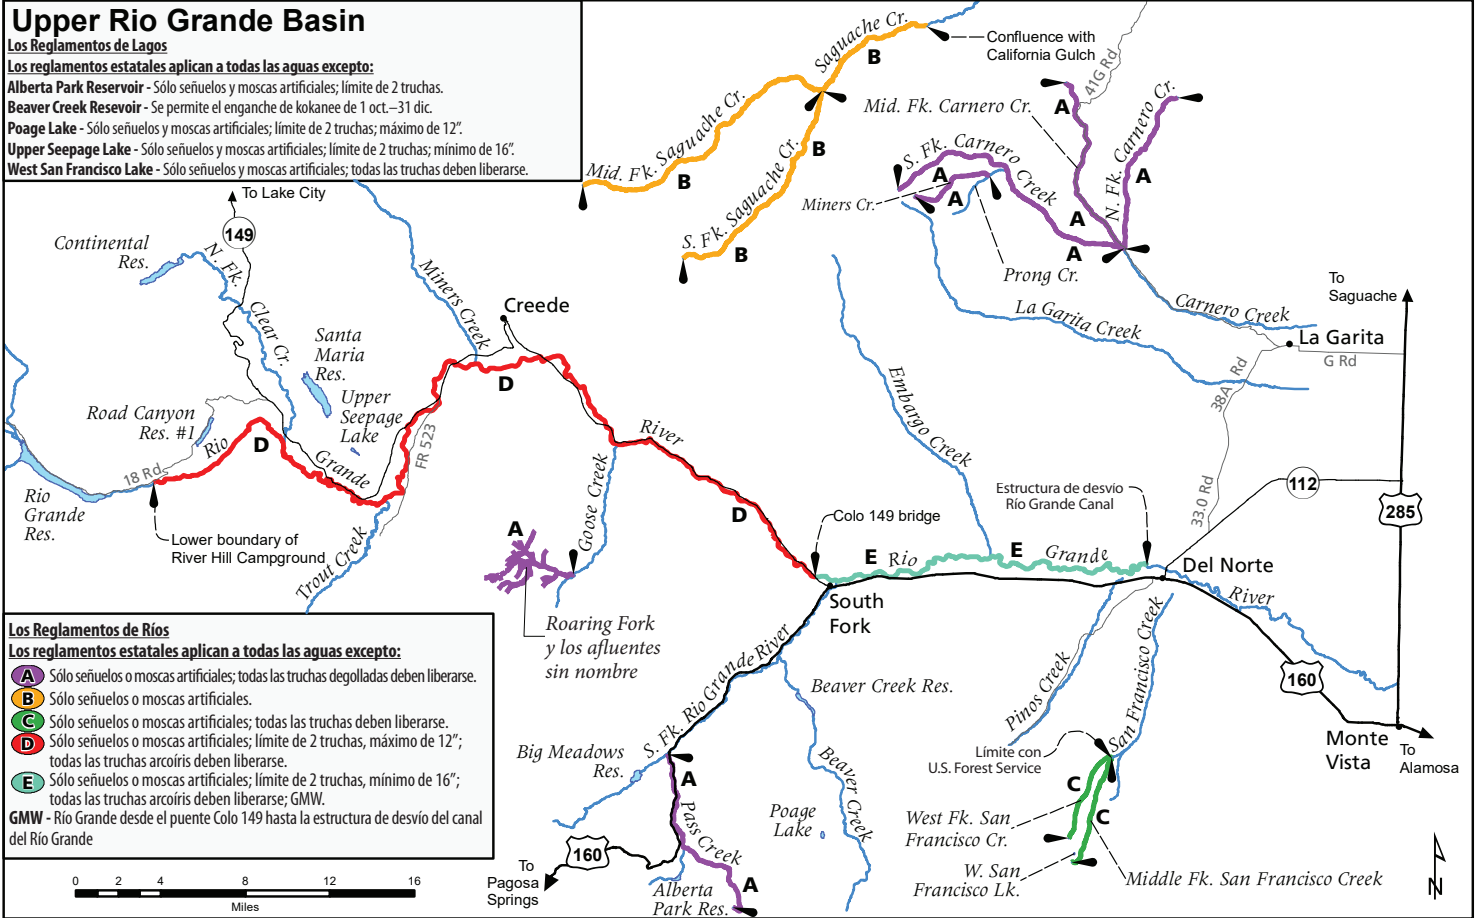 Upper Rio Grande Basin
Los Reglamentos de Lagos
Los reglamentos estatales aplican a todas las aguas excepto:
Alberta Park Reservoir - Sólo señuelos y moscas artificiales; límite de 2 truchas.
Beaver Creek Resevoir - Se permite el enganche de kokanee de 1 oct.–31 dic.
Poage Lake - Sólo señuelos y moscas artificiales; límite de 2 truchas; máximo de 12”.
Upper Seepage Lake - Sólo señuelos y moscas artificiales; límite de 2 truchas; mínimo de 16”.
West San Francisco Lake - Sólo señuelos y moscas artificiales; todas las truchas deben liberarse.
Saguache Cr.
B
Confluence with
California Gulch
41G Rd
Mid. Fk. Carnero Cr.
A
N. Fk. Carnero Cr.
A
Mid. Fk. Saguache Cr.
B
S. Fk. Saguache Cr.
B
B
S. Fk. Carnero
Creek
A
A
A
A
Miners Cr.
Prong Cr.
To Lake City
149
Continental
Res.
N. Fk.
Clear Cr.
Miners Creek
Creede
Santa
Maria
Res.
Upper
Seepage
Lake
Road Canyon
Res. #1
18 Rd.
Rio
D
Grande
FR 523
D
River
D
Rio
Grande
Res.
Lower boundary of
River Hill Campground
Trout Creek
Goose Creek
A
Roaring Fork
y los afluentes
sin nombre
Colo 149 bridge
South
Fork
E
Rio
E
Grande
Embargo Creek
La Garita Creek
Carnero Creek
To
Saguache
La Garita
G Rd
38A Rd
33.0 Rd
112
285
Estructura de desvio
Río Grande Canal
Del Norte
River
160
Monte
Vista
To
Alamosa
Pinos Creek
San Francisco Creek
Límite con
U.S. Forest Service
C
C
West Fk. San
Francisco Cr.
W. San
Francisco Lk.
Middle Fk. San Francisco Creek
S. Fk. Rio Grande River
Beaver Creek Res.
Beaver Creek
Poage
Lake
Big Meadows
Res.
A
Pass Creek
A
Alberta
Park Res.
160
To
Pagosa
Springs
Los Reglamentos de Ríos
Los reglamentos estatales aplican a todas las aguas excepto:
A Sólo señuelos o moscas artificiales; todas las truchas degolladas deben liberarse.
B Sólo señuelos o moscas artificiales.
C Sólo señuelos o moscas artificiales; todas las truchas deben liberarse.
D Sólo señuelos o moscas artificiales; límite de 2 truchas, máximo de 12”;
todas las truchas arcoíris deben liberarse.
E Sólo señuelos o moscas artificiales; límite de 2 truchas, mínimo de 16”;
todas las truchas arcoíris deben liberarse; GMW.
GMW - Río Grande desde el puente Colo 149 hasta la estructura de desvío del canal
del Río Grande
0 2 4 8 12 16
Miles
N